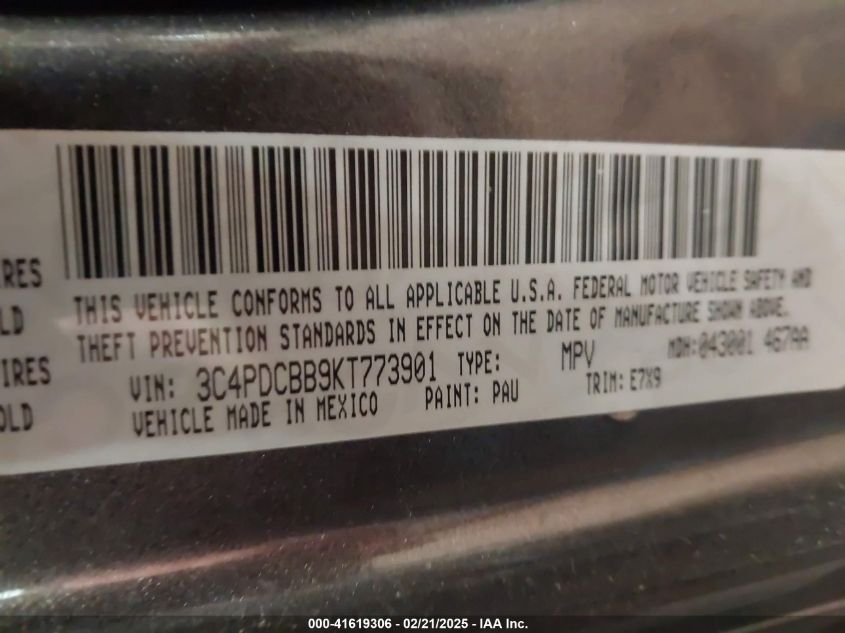 IRES
LD
IRES
OLD
THIS VEHICLE CONFORMS TO ALL APPLICABLE U.S.A. FEDERAL MOTOR VEHICLE SAFETY AND
THEFT PREVENTION STANDARDS IN EFFECT ON THE DATE OF MANUFACTURE SHOWN ABOVE.
VIN: 3C4PDCBB9KT773901 TYPE: MPV MDH:043001 467AA
VEHICLE MADE IN MEXICO PAINT: PAU TRIM: E7X9
000-41619306 - 02/21/2025 - IAA Inc.